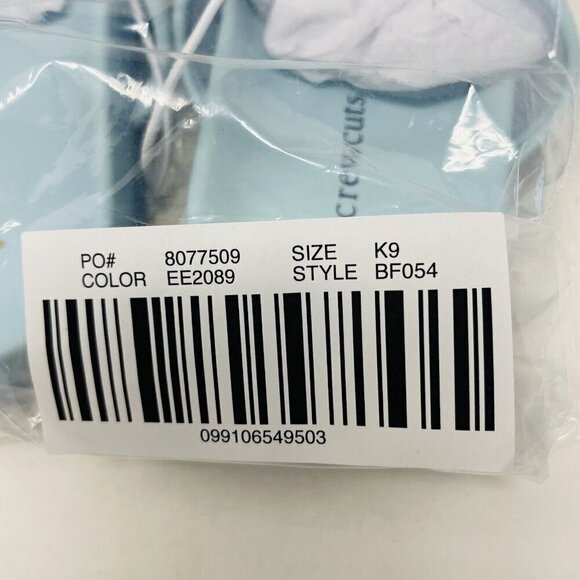 crewcuts
PO# 8077509 SIZE K9
COLOR EE2089 STYLE BF054
099106549503